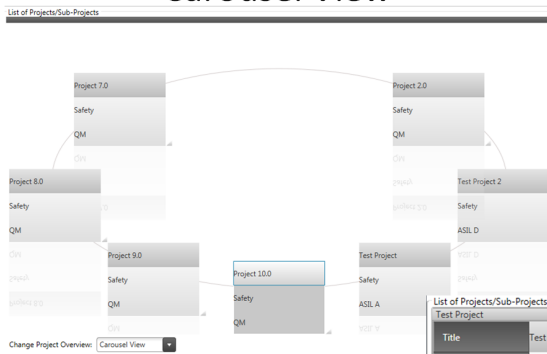 Carousel View
List of Projects/Sub-Projects
Project 7.0
Safety
QM
Project 2.0
Safety
QM
Project 8.0
Safety
QM
Test Project 2
Safety
ASIL D
Project 9.0
Safety
QM
Project 10.0
Safety
QM
Test Project
Safety
ASIL A
List of Projects/Sub-Projects
Test Project
Title Test
Change Project Overview: Carousel View